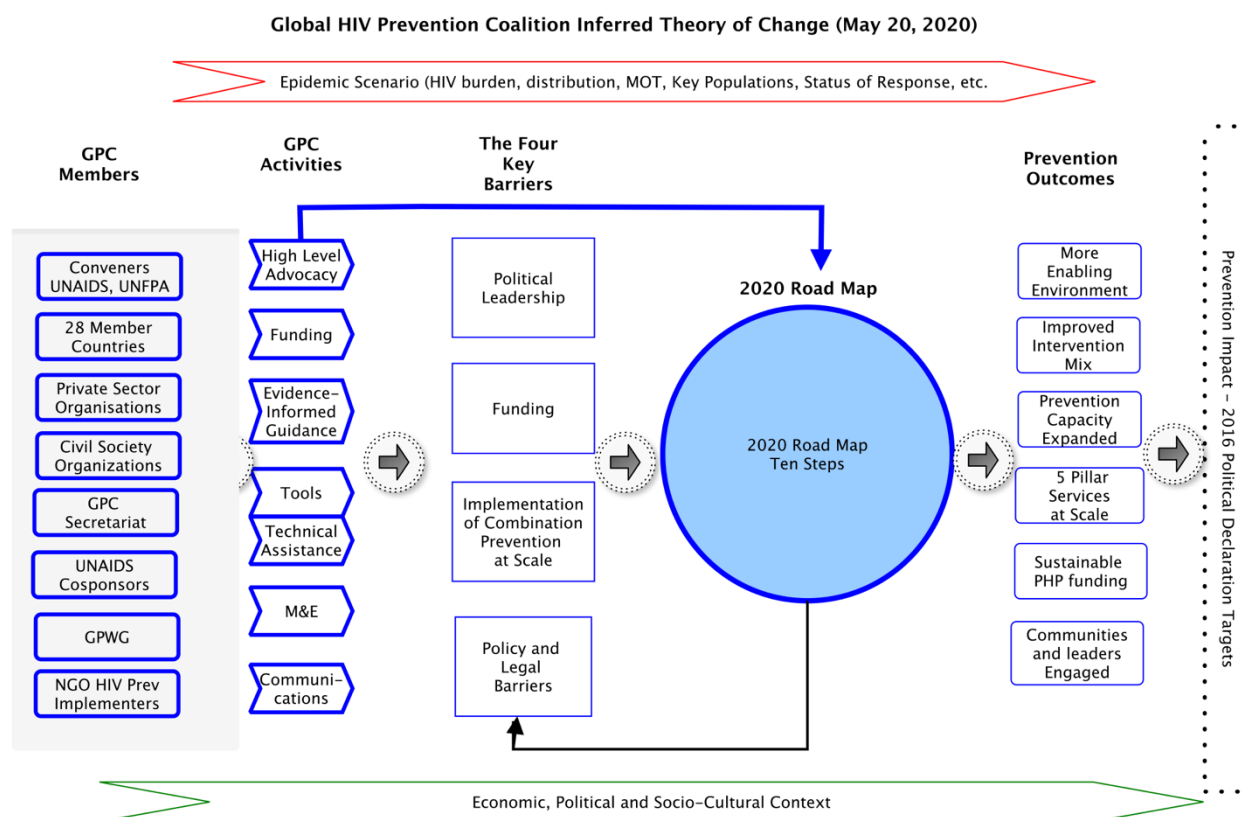 Global HIV Prevention Coalition Inferred Theory of Change (May 20, 2020)
Epidemic Scenario (HIV burden, distribution, MOT, Key Populations, Status of Response, etc.
GPC
Members
GPC
Activities
The Four
Key
Barriers
Prevention
Outcomes
Conveners
UNAIDS, UNFPA
28 Member
Countries
Private Sector
Organisations
Civil Society
Organizations
GPC
Secretariat
UNAIDS
Cosponsors
GPWG
NGO HIV Prev
Implementers
High Level
Advocacy
Funding
Evidence-
Informed
Guidance
Tools
Technical
Assistance
M&E
Communi-
cations
Political
Leadership
Funding
Implementation
of Combination
Prevention
at Scale
Policy and
Legal
Barriers
2020 Road Map
2020 Road Map
Ten Steps
More
Enabling
Environment
Improved
Intervention
Mix
Prevention
Capacity
Expanded
5 Pillar
Services
at Scale
Sustainable
PHP funding
Communities
and leaders
Engaged
Prevention Impact – 2016 Political Declaration Targets
Economic, Political and Socio-Cultural Context